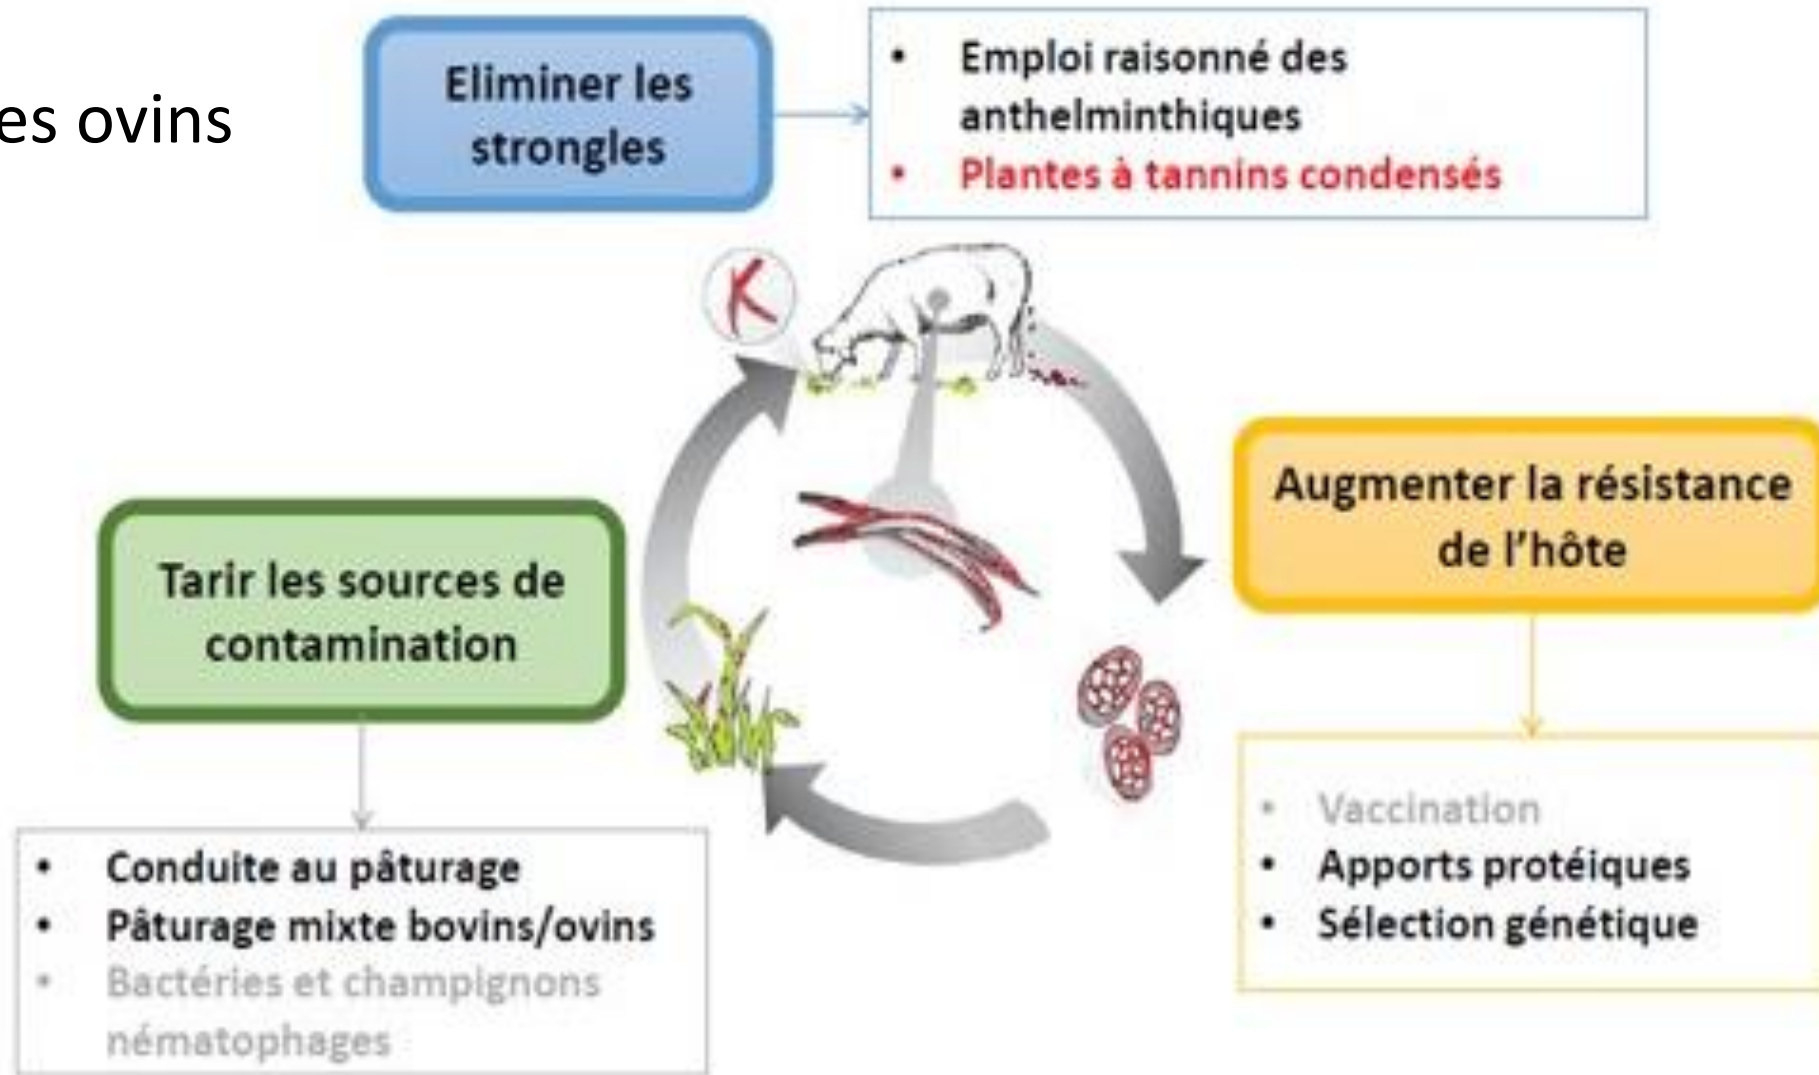 es ovins
Eliminer les
strongles
• Emploi raisonné des
anthelminthiques
• Plantes à tannins condensés
K
Augmenter la résistance
de l'hôte
Tarir les sources de
contamination
• Vaccination
• Apports protéiques
• Sélection génétique
• Conduite au pâturage
• Pâturage mixte bovins/ovins
• Bactéries et champignons
nématophages